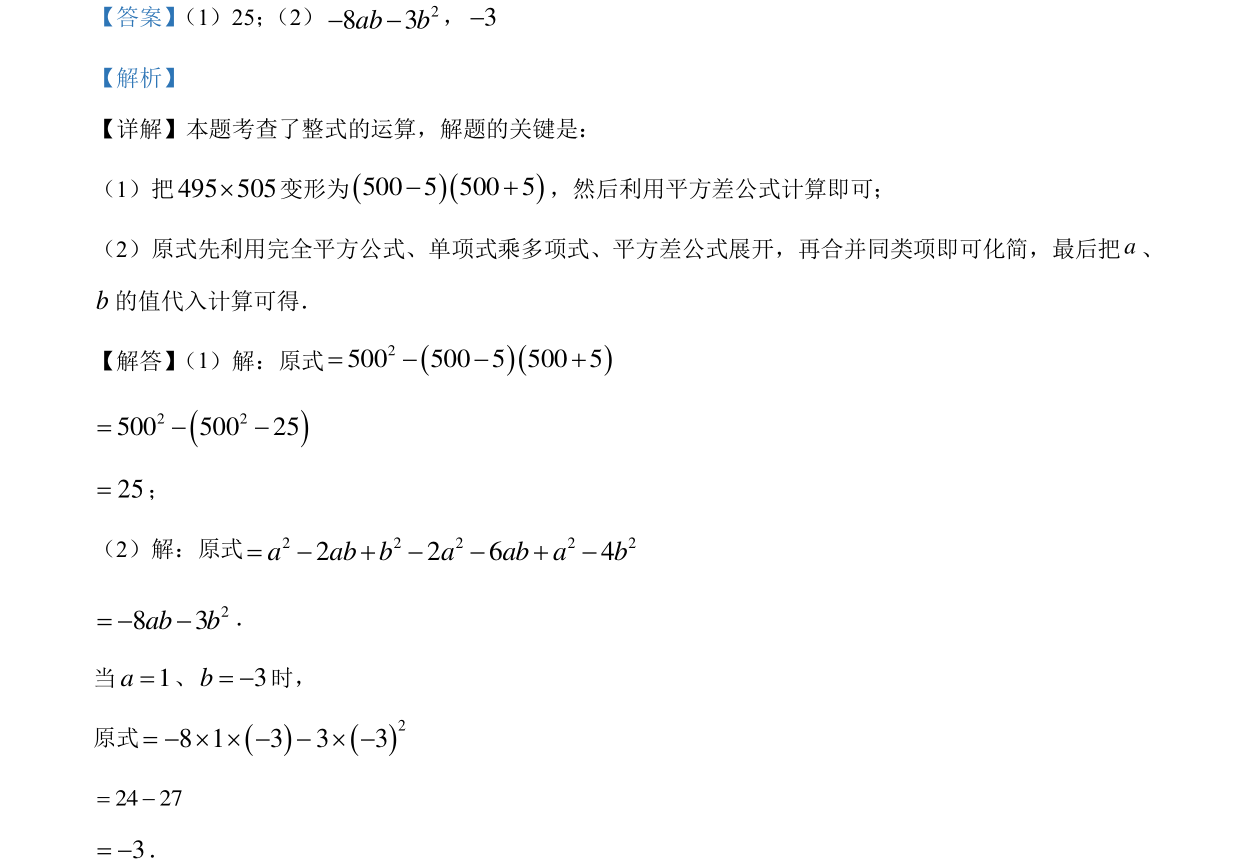 【答案】（1）25；（2）−8ab−3b²，−3
【解析】
【详解】本题考查了整式的运算，解题的关键是：
（1）把495×505变形为(500−5)(500+5)，然后利用平方差公式计算即可；
（2）原式先利用完全平方公式、单项式乘多项式、平方差公式展开，再合并同类项即可化简，最后把a、
b的值代入计算可得．
【解答】（1）解：原式=500²−(500−5)(500+5)
=500²−(500²−25)
=25；
（2）解：原式=a²−2ab+b²−2a²−6ab+a²−4b²
=−8ab−3b²．
当a=1、b=−3时，
原式=−8×1×(−3)−3×(−3)²
=24−27
=−3．